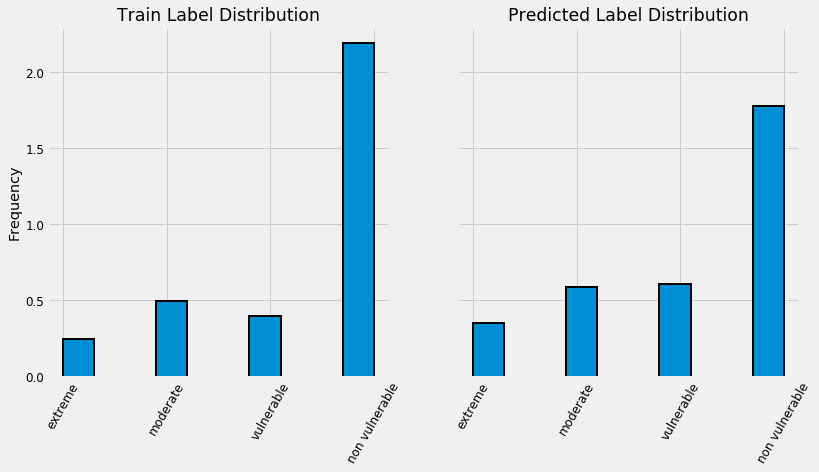 Train Label Distribution
Predicted Label Distribution
Frequency
2.0
1.5
1.0
0.5
0.0
extreme
moderate
vulnerable
non vulnerable
extreme
moderate
vulnerable
non vulnerable